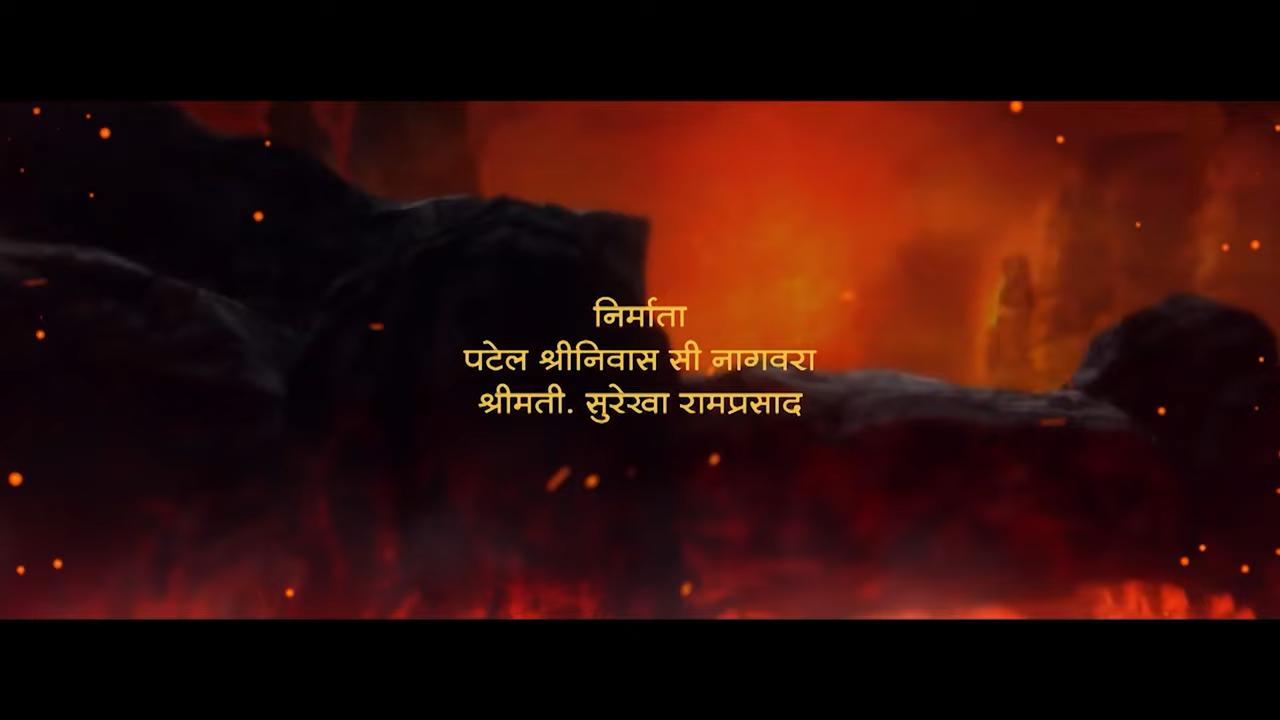 निर्माता
पटेल श्रीनिवास सी नागवरा
श्रीमती. सुरेखा रामप्रसाद